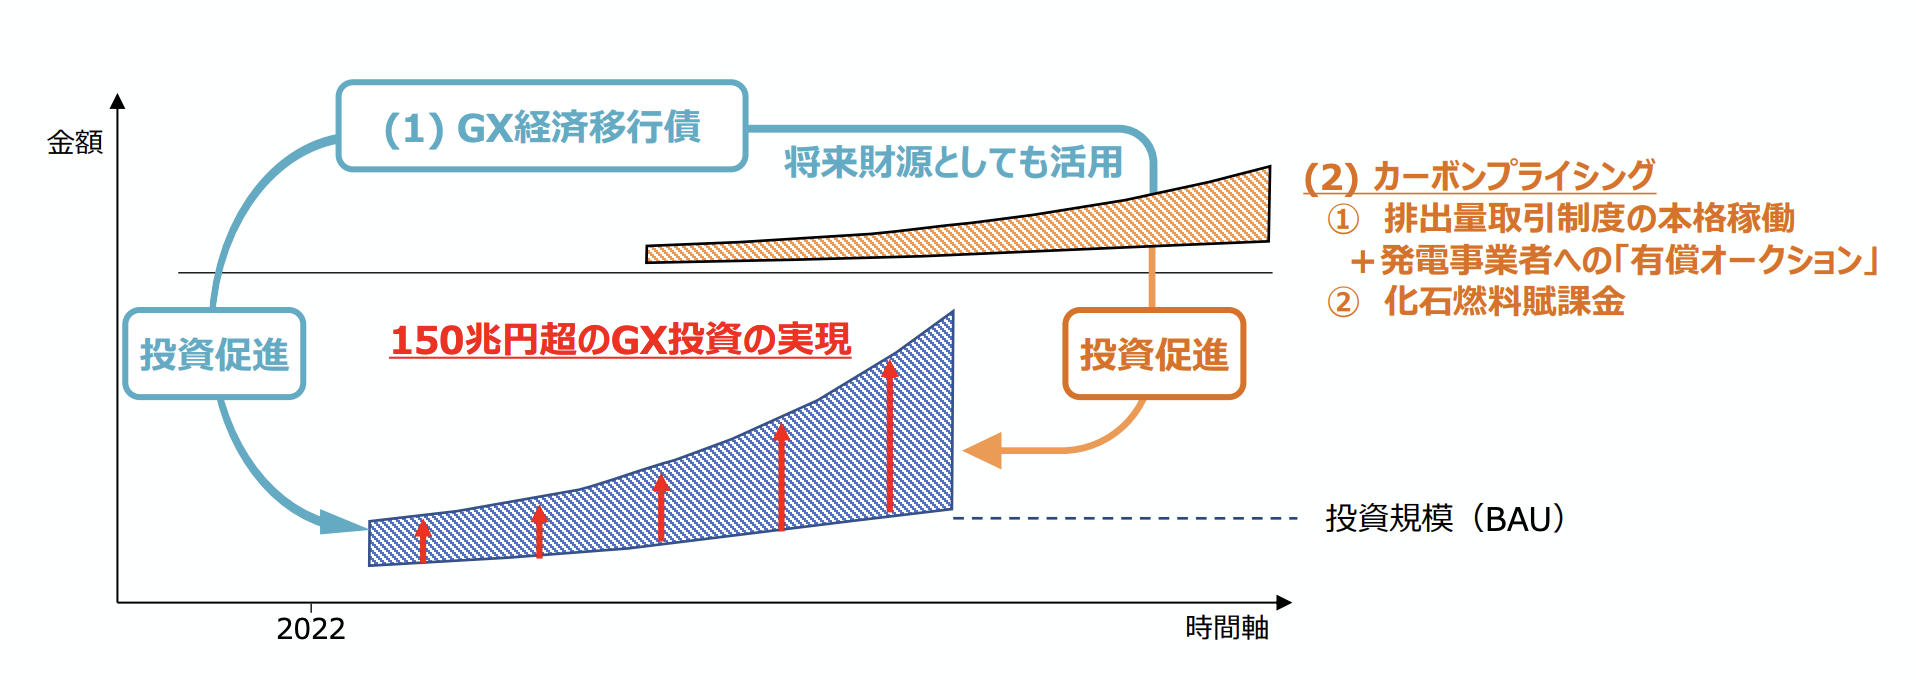 金額
(1) GX経済移行債
将来財源としても活用
(2) カーボンプライシング
① 排出量取引制度の本格稼働
＋発電事業者への「有償オークション」
② 化石燃料賦課金
投資促進
150兆円超のGX投資の実現
投資促進
投資規模（BAU）
2022
時間軸